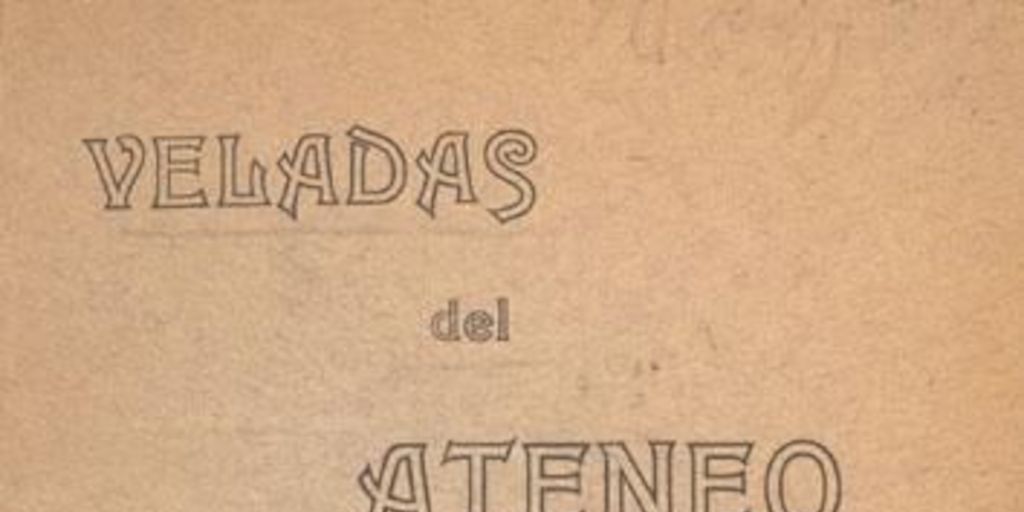 VELADAS
del
ATENEO